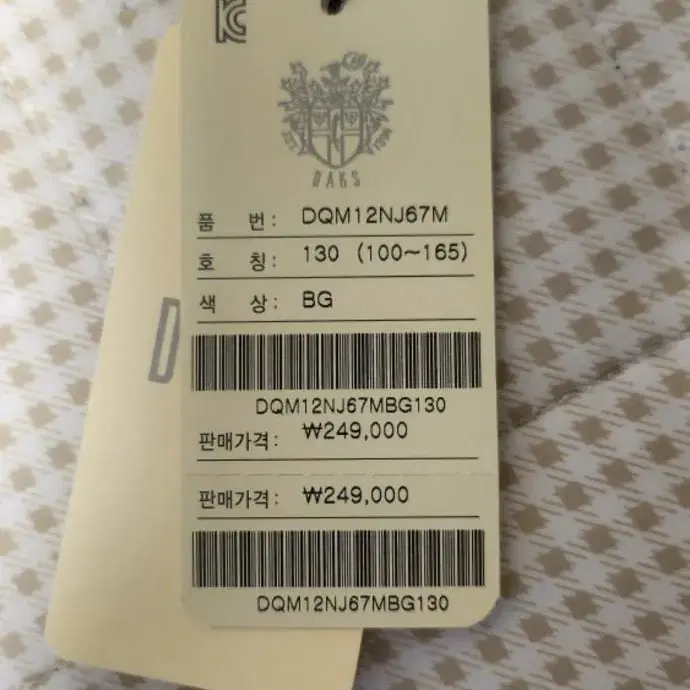 DAKS
품 번: DQM12NJ67M
호 칭: 130 (100~165)
색 상: BG
DQM12NJ67MBG130
판매가격: ₩249,000
판매가격: ₩249,000
DQM12NJ67MBG130
D